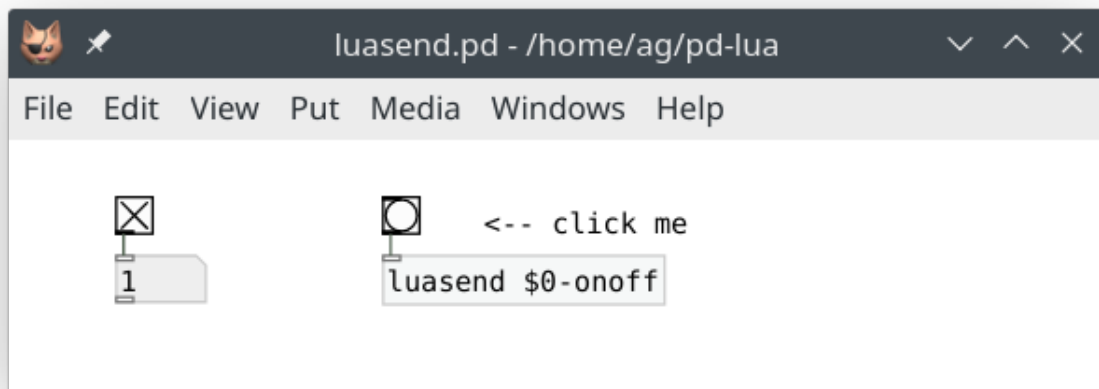 luasend.pd - /home/ag/pd-lua
File Edit View Put Media Windows Help
<-- click me
1
luasend $0-onoff